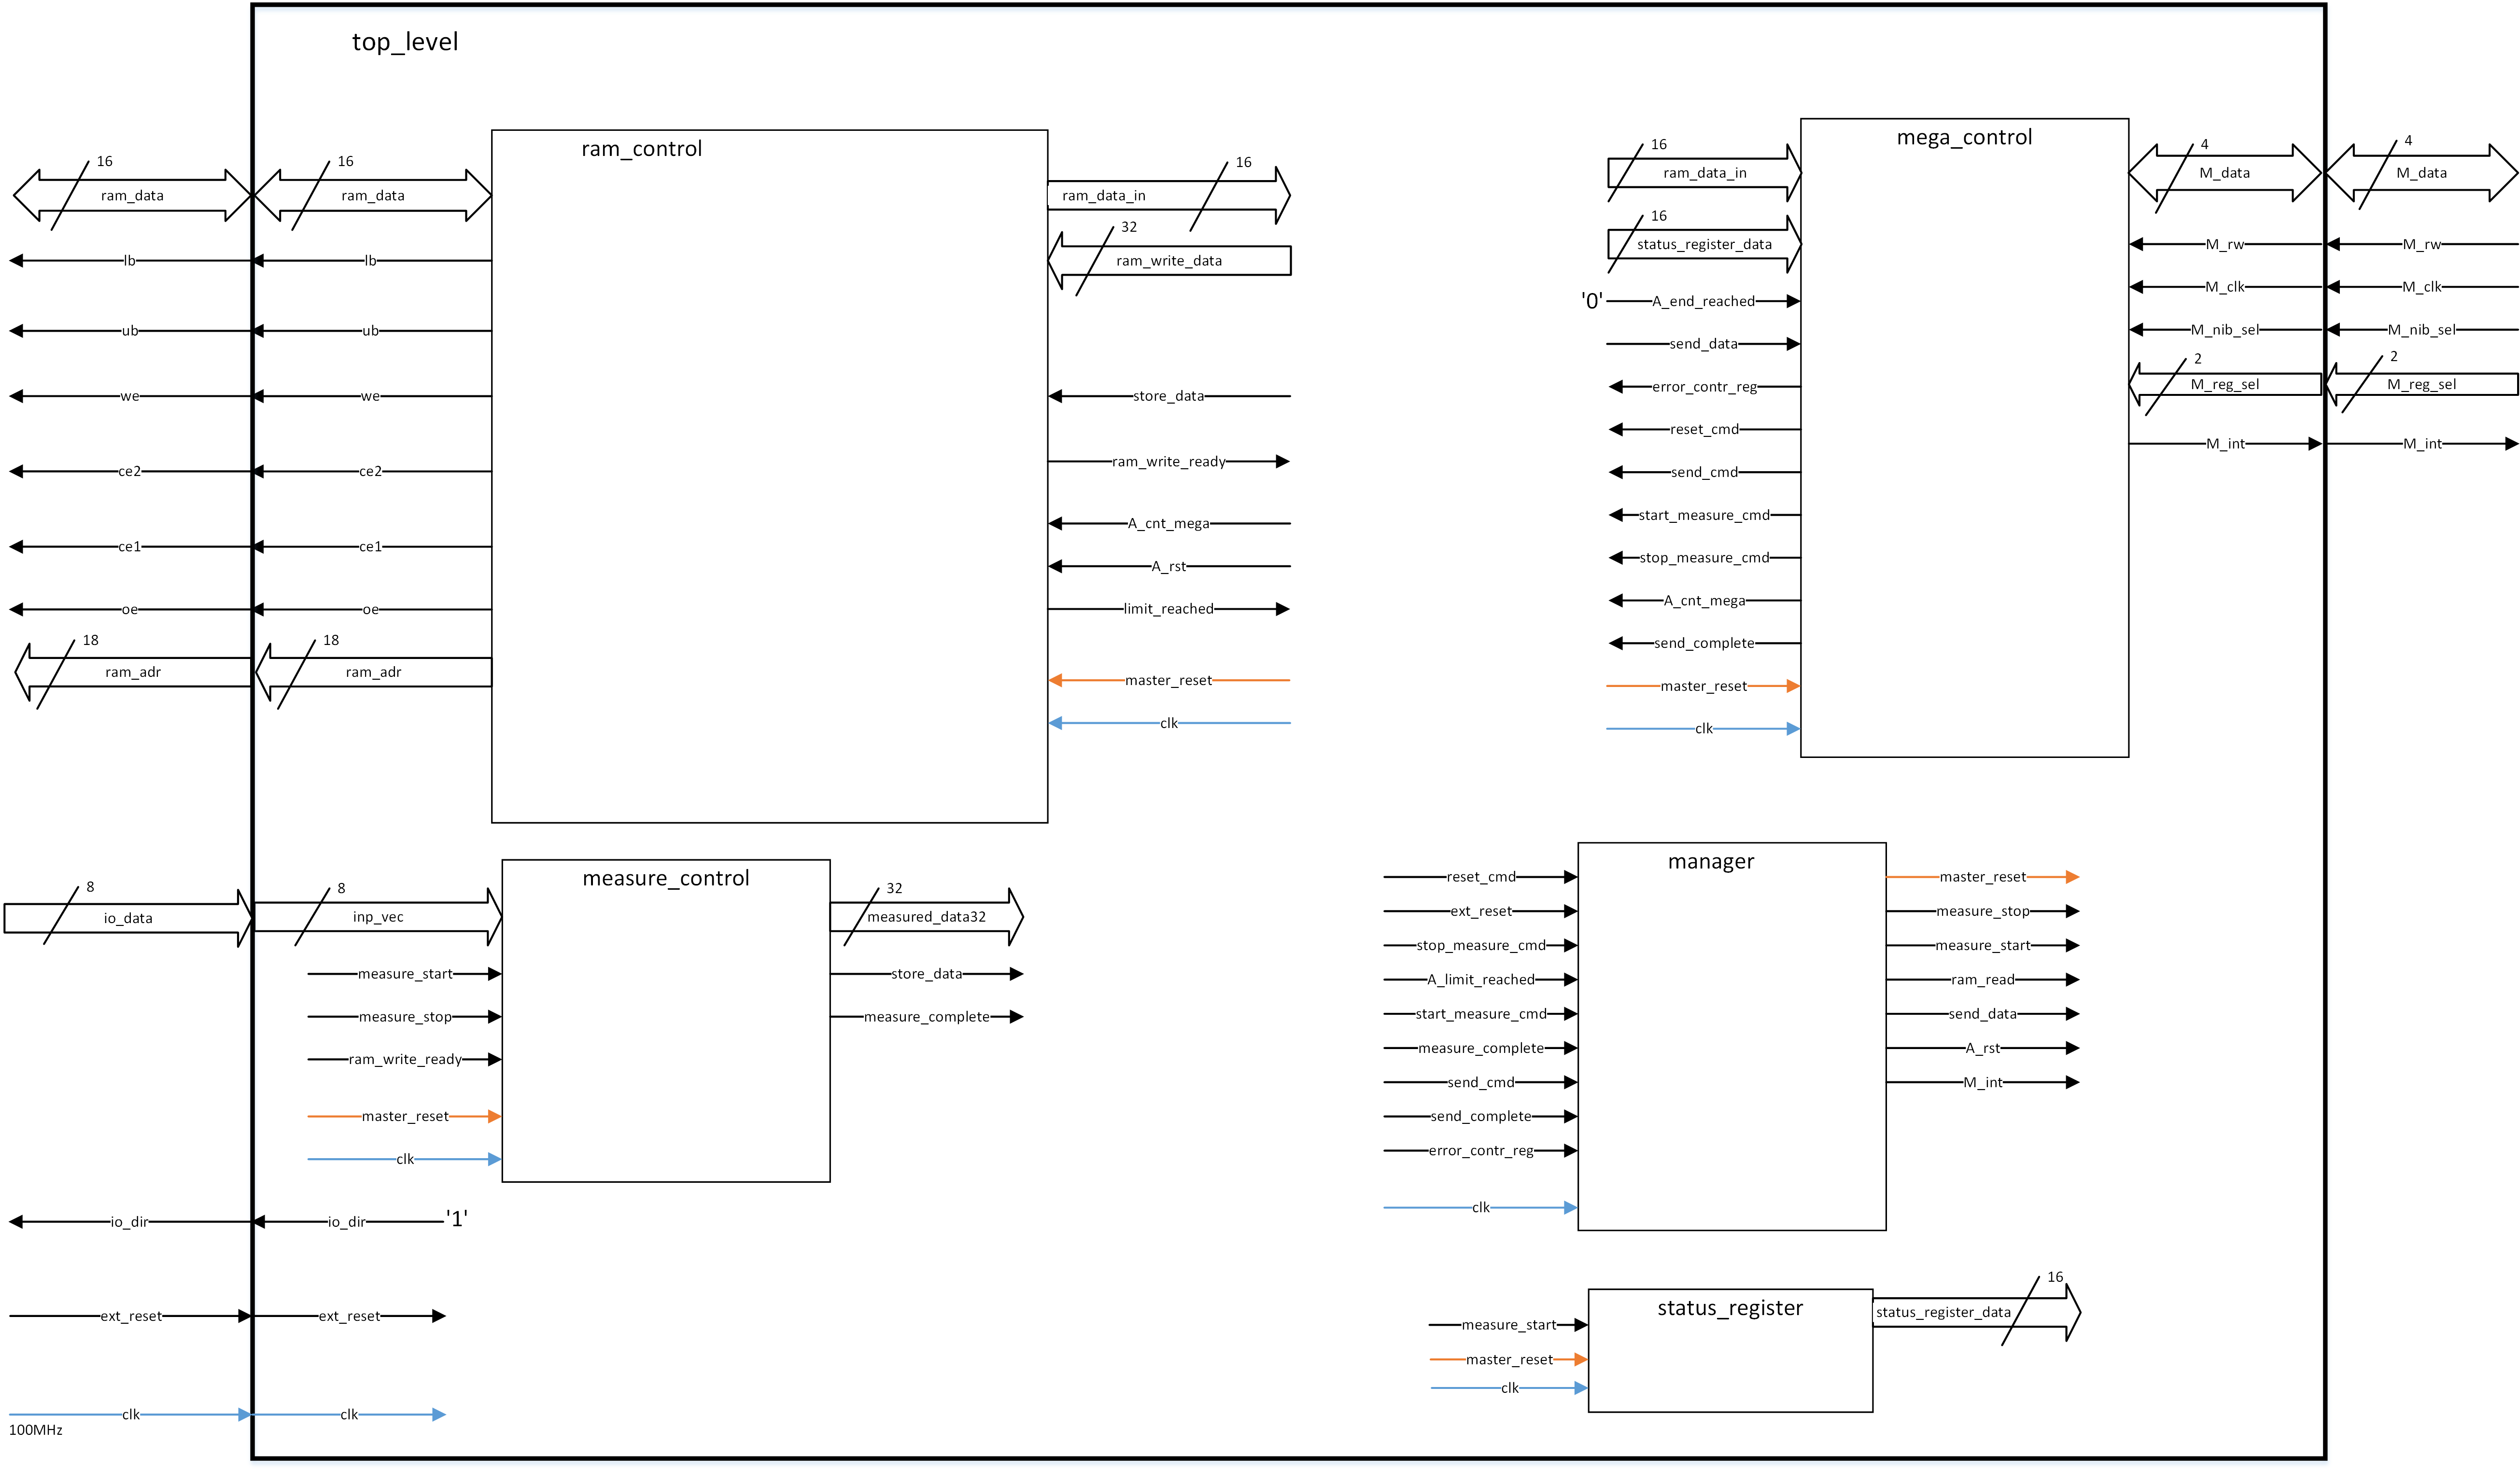 top_level
ram_control
16
ram_data
16
ram_data
lb
lb
ub
ub
we
we
ce2
ce2
ce1
ce1
oe
oe
18
ram_adr
18
ram_adr
16
ram_data_in
32
ram_write_data
store_data
ram_write_ready
A_cnt_mega
A_rst
limit_reached
master_reset
clk
mega_control
16
ram_data_in
16
status_register_data
'0'
A_end_reached
send_data
error_contr_reg
reset_cmd
send_cmd
start_measure_cmd
stop_measure_cmd
A_cnt_mega
send_complete
master_reset
clk
4
M_data
4
M_data
M_rw
M_rw
M_clk
M_clk
M_nib_sel
M_nib_sel
2
M_reg_sel
2
M_reg_sel
M_int
M_int
measure_control
8
io_data
8
inp_vec
measure_start
measure_stop
ram_write_ready
master_reset
clk
32
measured_data32
store_data
measure_complete
io_dir
io_dir
'1'
ext_reset
ext_reset
clk
clk
100MHz
manager
reset_cmd
ext_reset
stop_measure_cmd
A_limit_reached
start_measure_cmd
measure_complete
send_cmd
send_complete
error_contr_reg
clk
master_reset
measure_stop
measure_start
ram_read
send_data
A_rst
M_int
status_register
measure_start
master_reset
clk
16
status_register_data